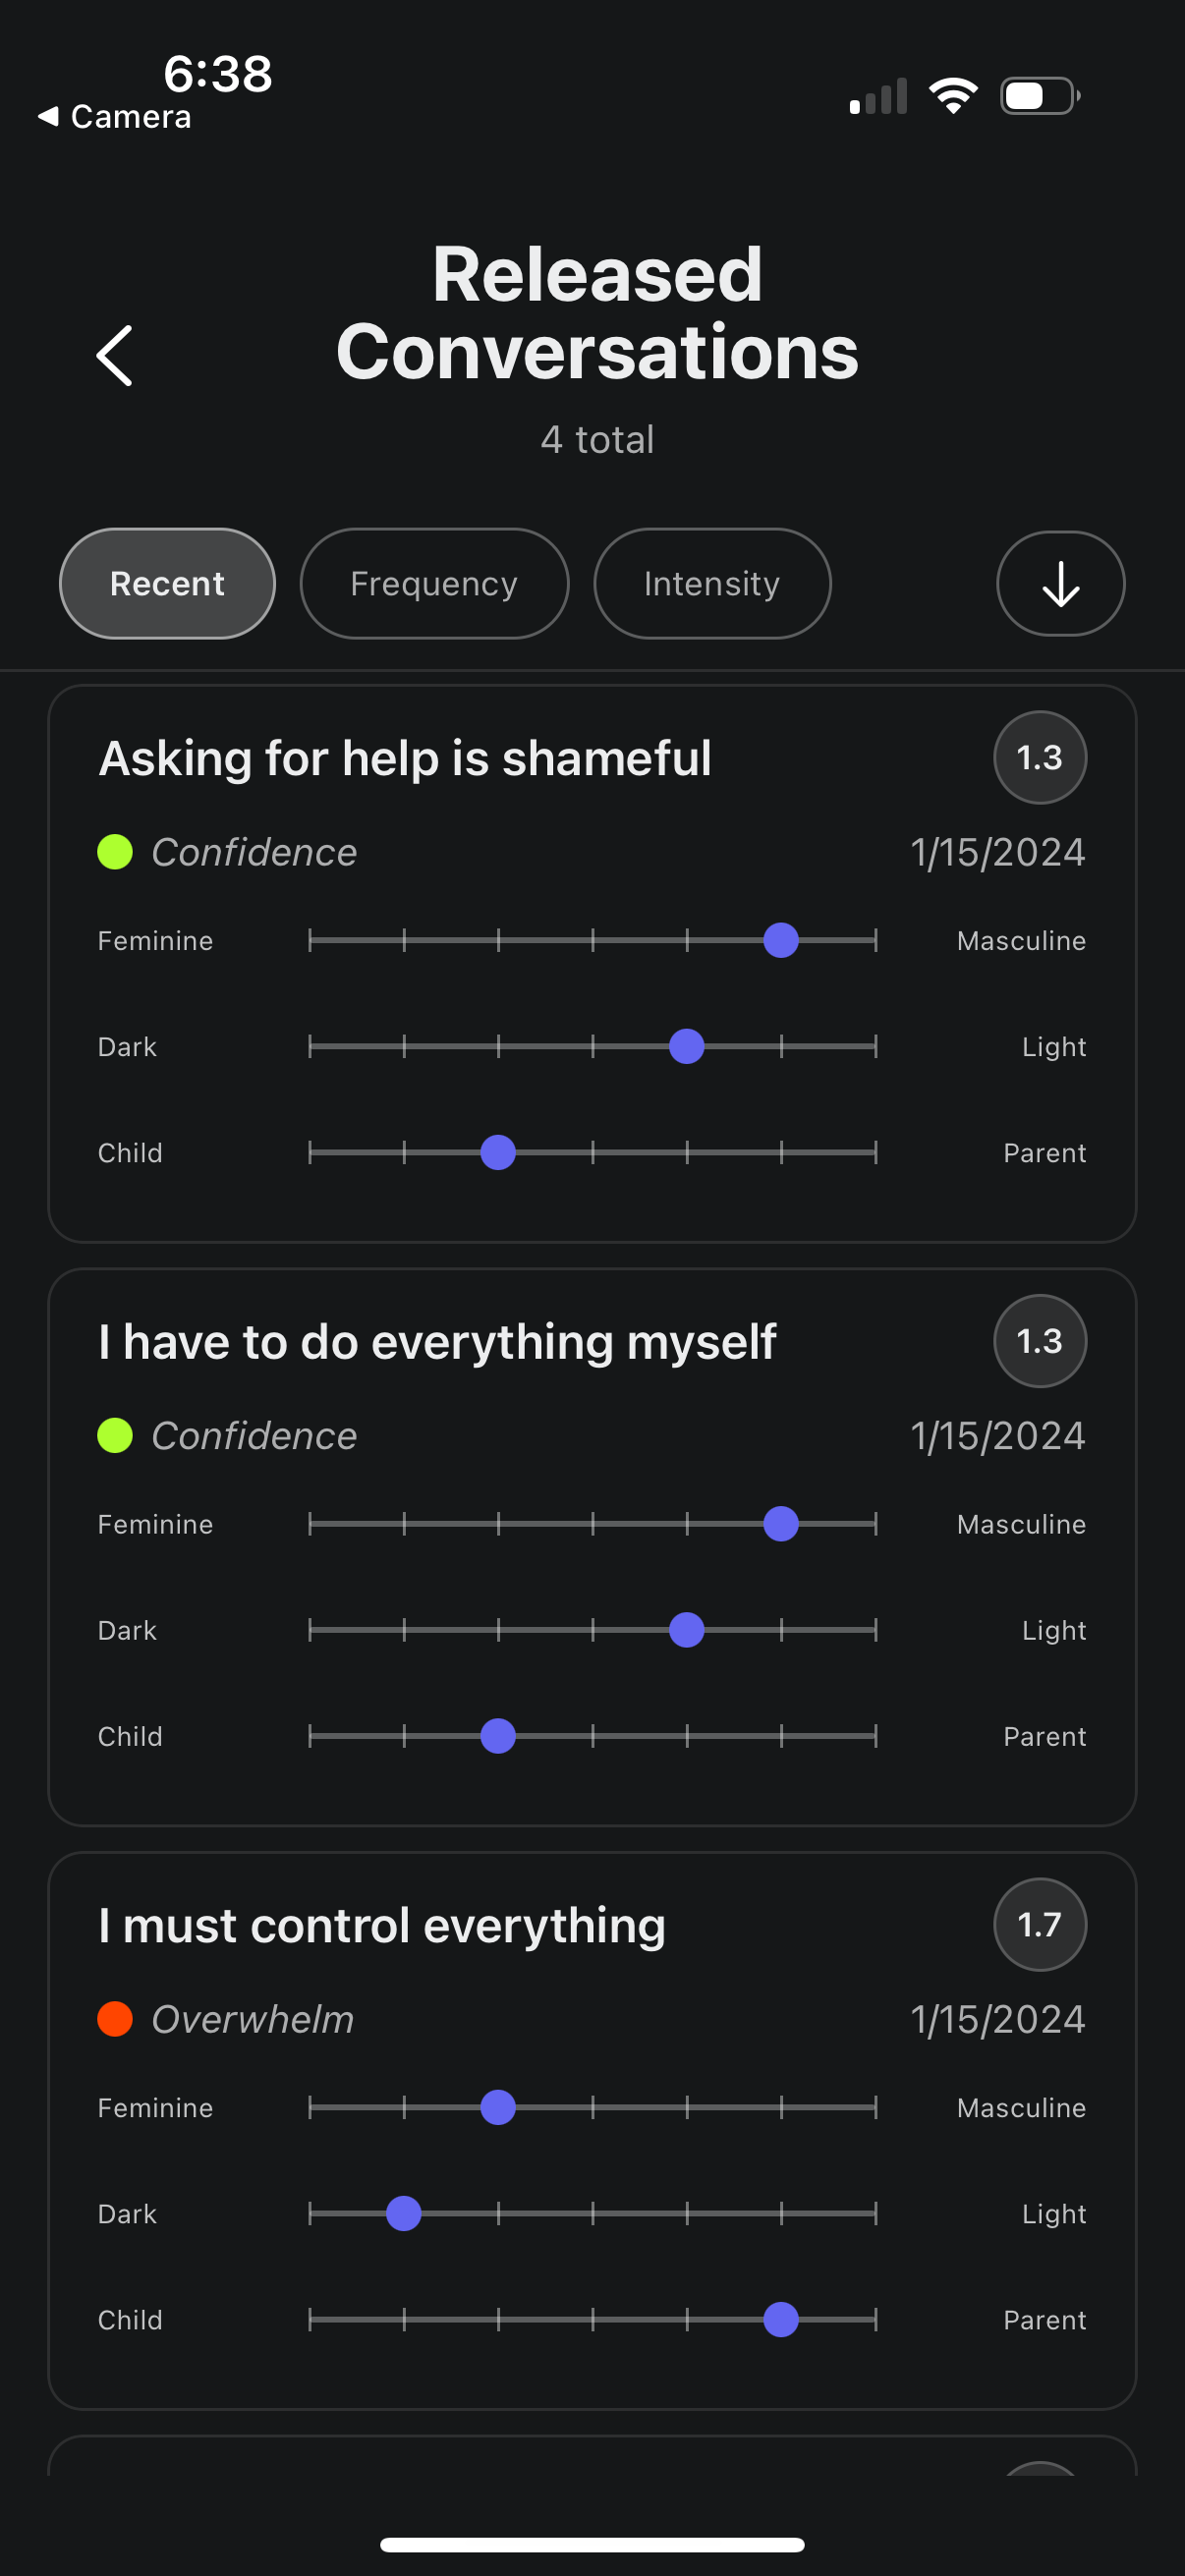 6:38
Camera
Released
Conversations
4 total
Recent
Frequency
Intensity
Asking for help is shameful
1.3
Confidence
1/15/2024
Feminine
Masculine
Dark
Light
Child
Parent
I have to do everything myself
1.3
Confidence
1/15/2024
Feminine
Masculine
Dark
Light
Child
Parent
I must control everything
1.7
Overwhelm
1/15/2024
Feminine
Masculine
Dark
Light
Child
Parent